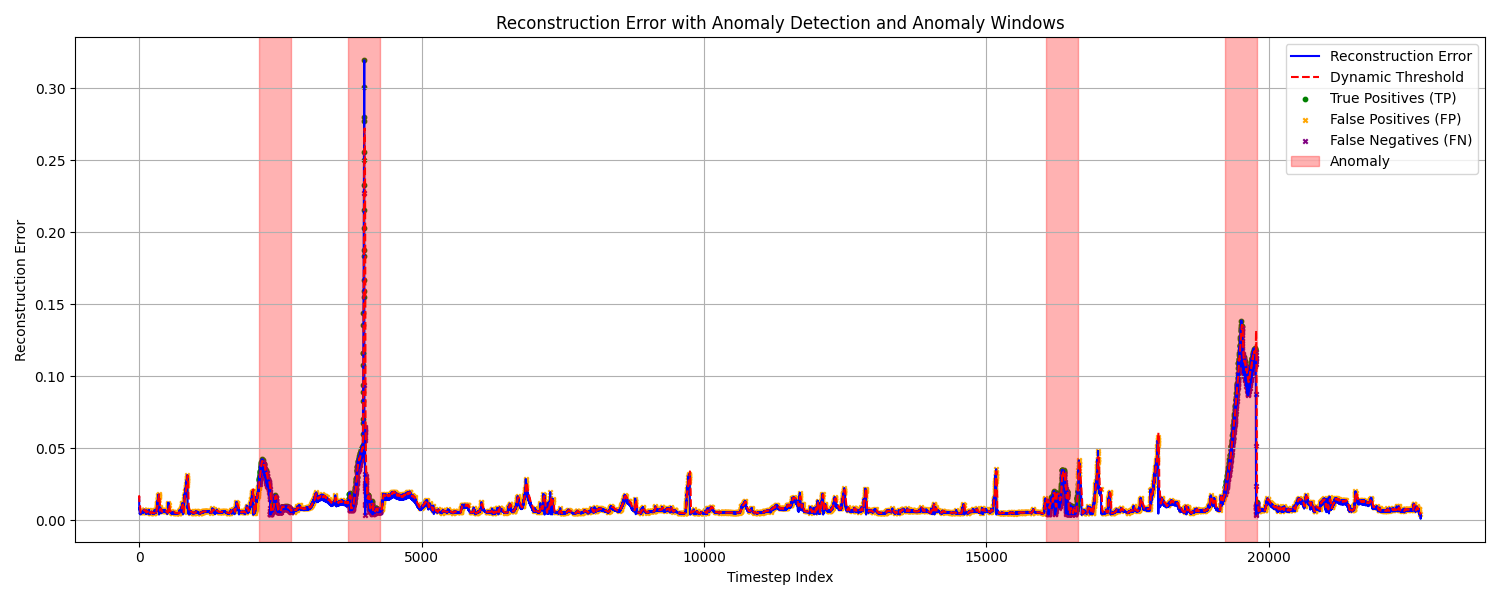 Reconstruction Error with Anomaly Detection and Anomaly Windows
Reconstruction Error
0.30
0.25
0.20
0.15
0.10
0.05
0.00
0
5000
10000
15000
20000
Timestep Index
Reconstruction Error
Dynamic Threshold
True Positives (TP)
False Positives (FP)
False Negatives (FN)
Anomaly